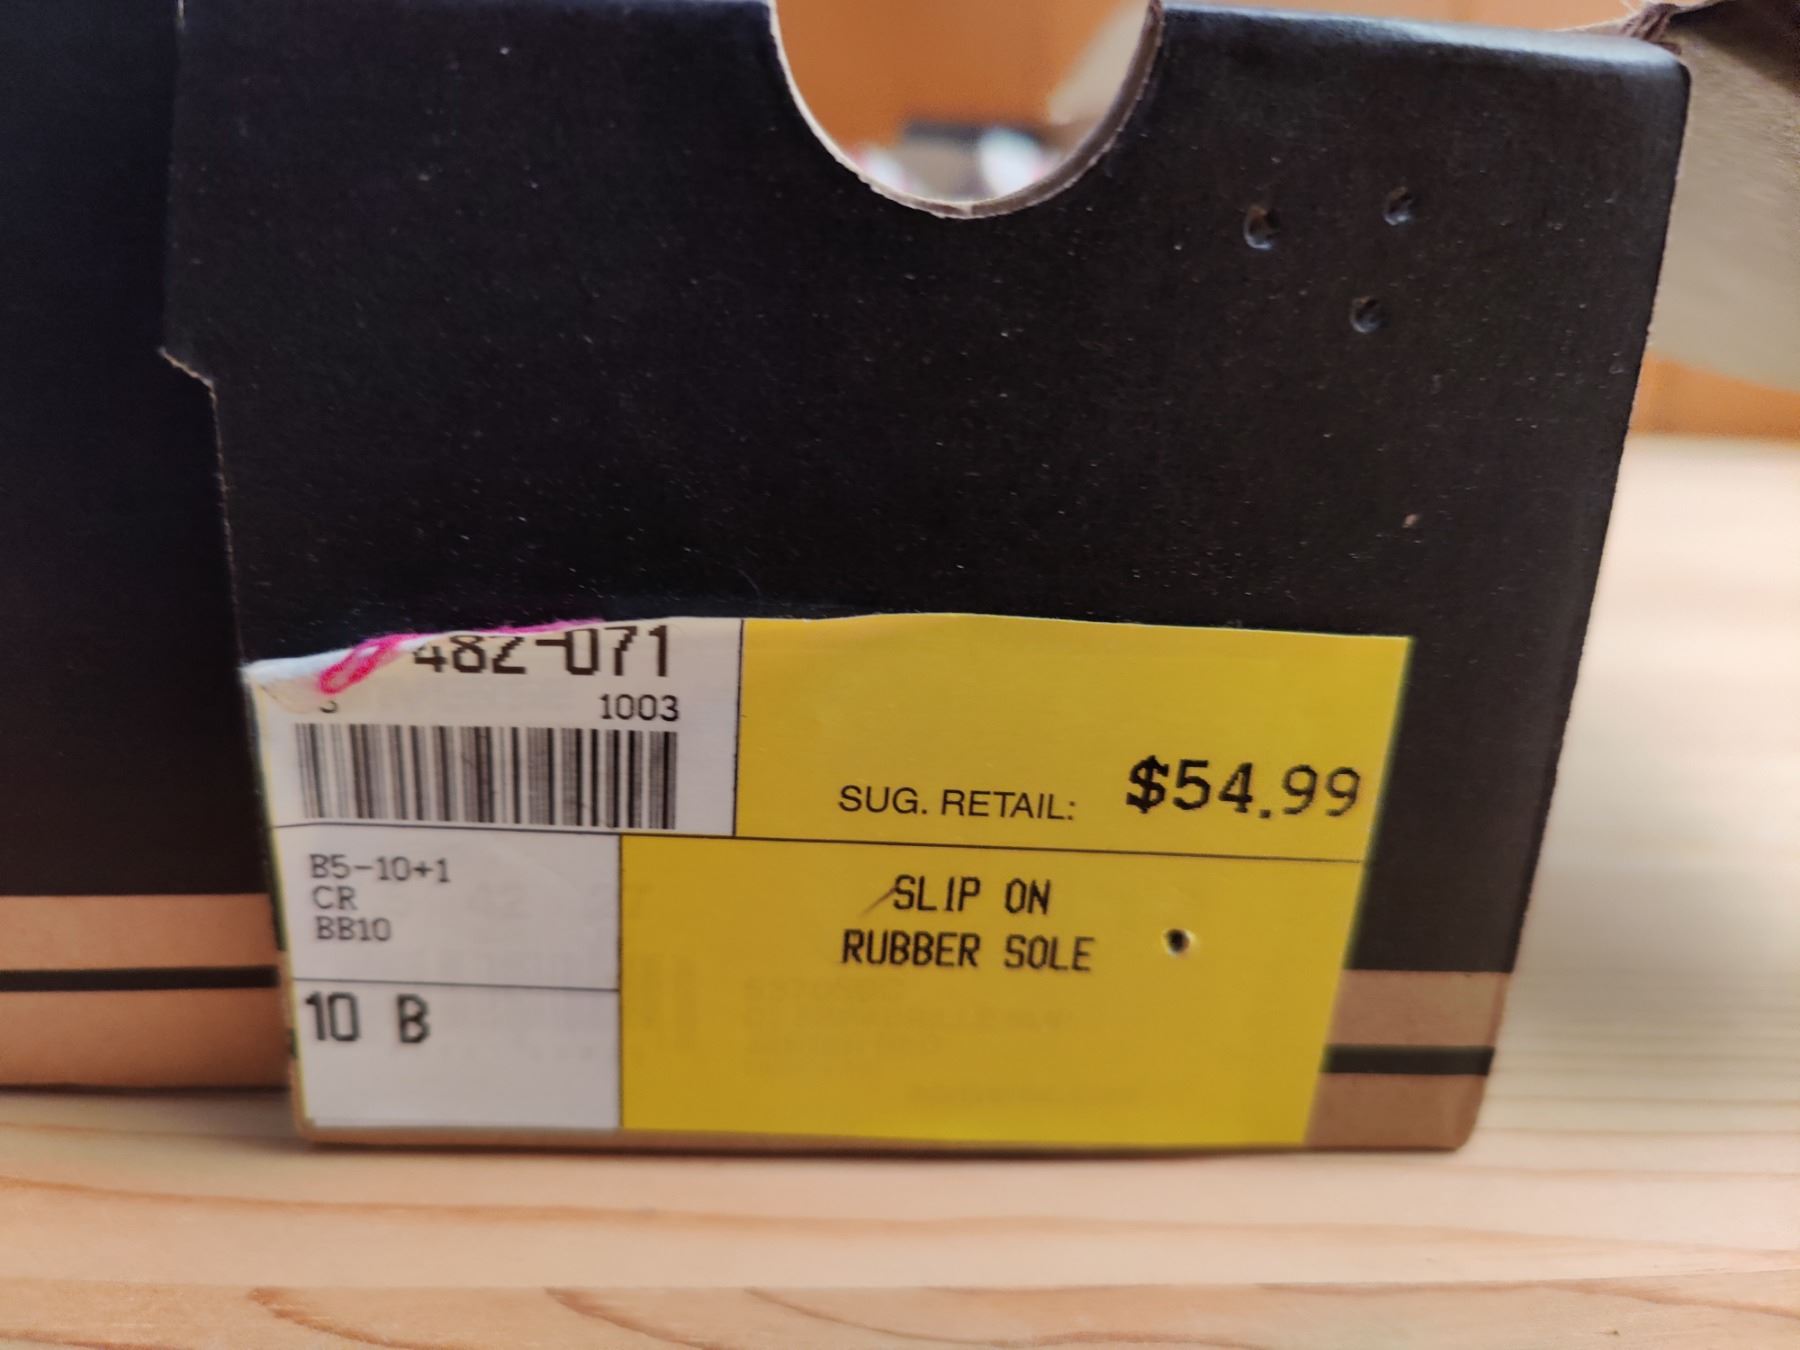 482-071
1003
SUG. RETAIL: $54.99
B5-10+1
CR
BB10
SLIP ON
RUBBER SOLE
10 B